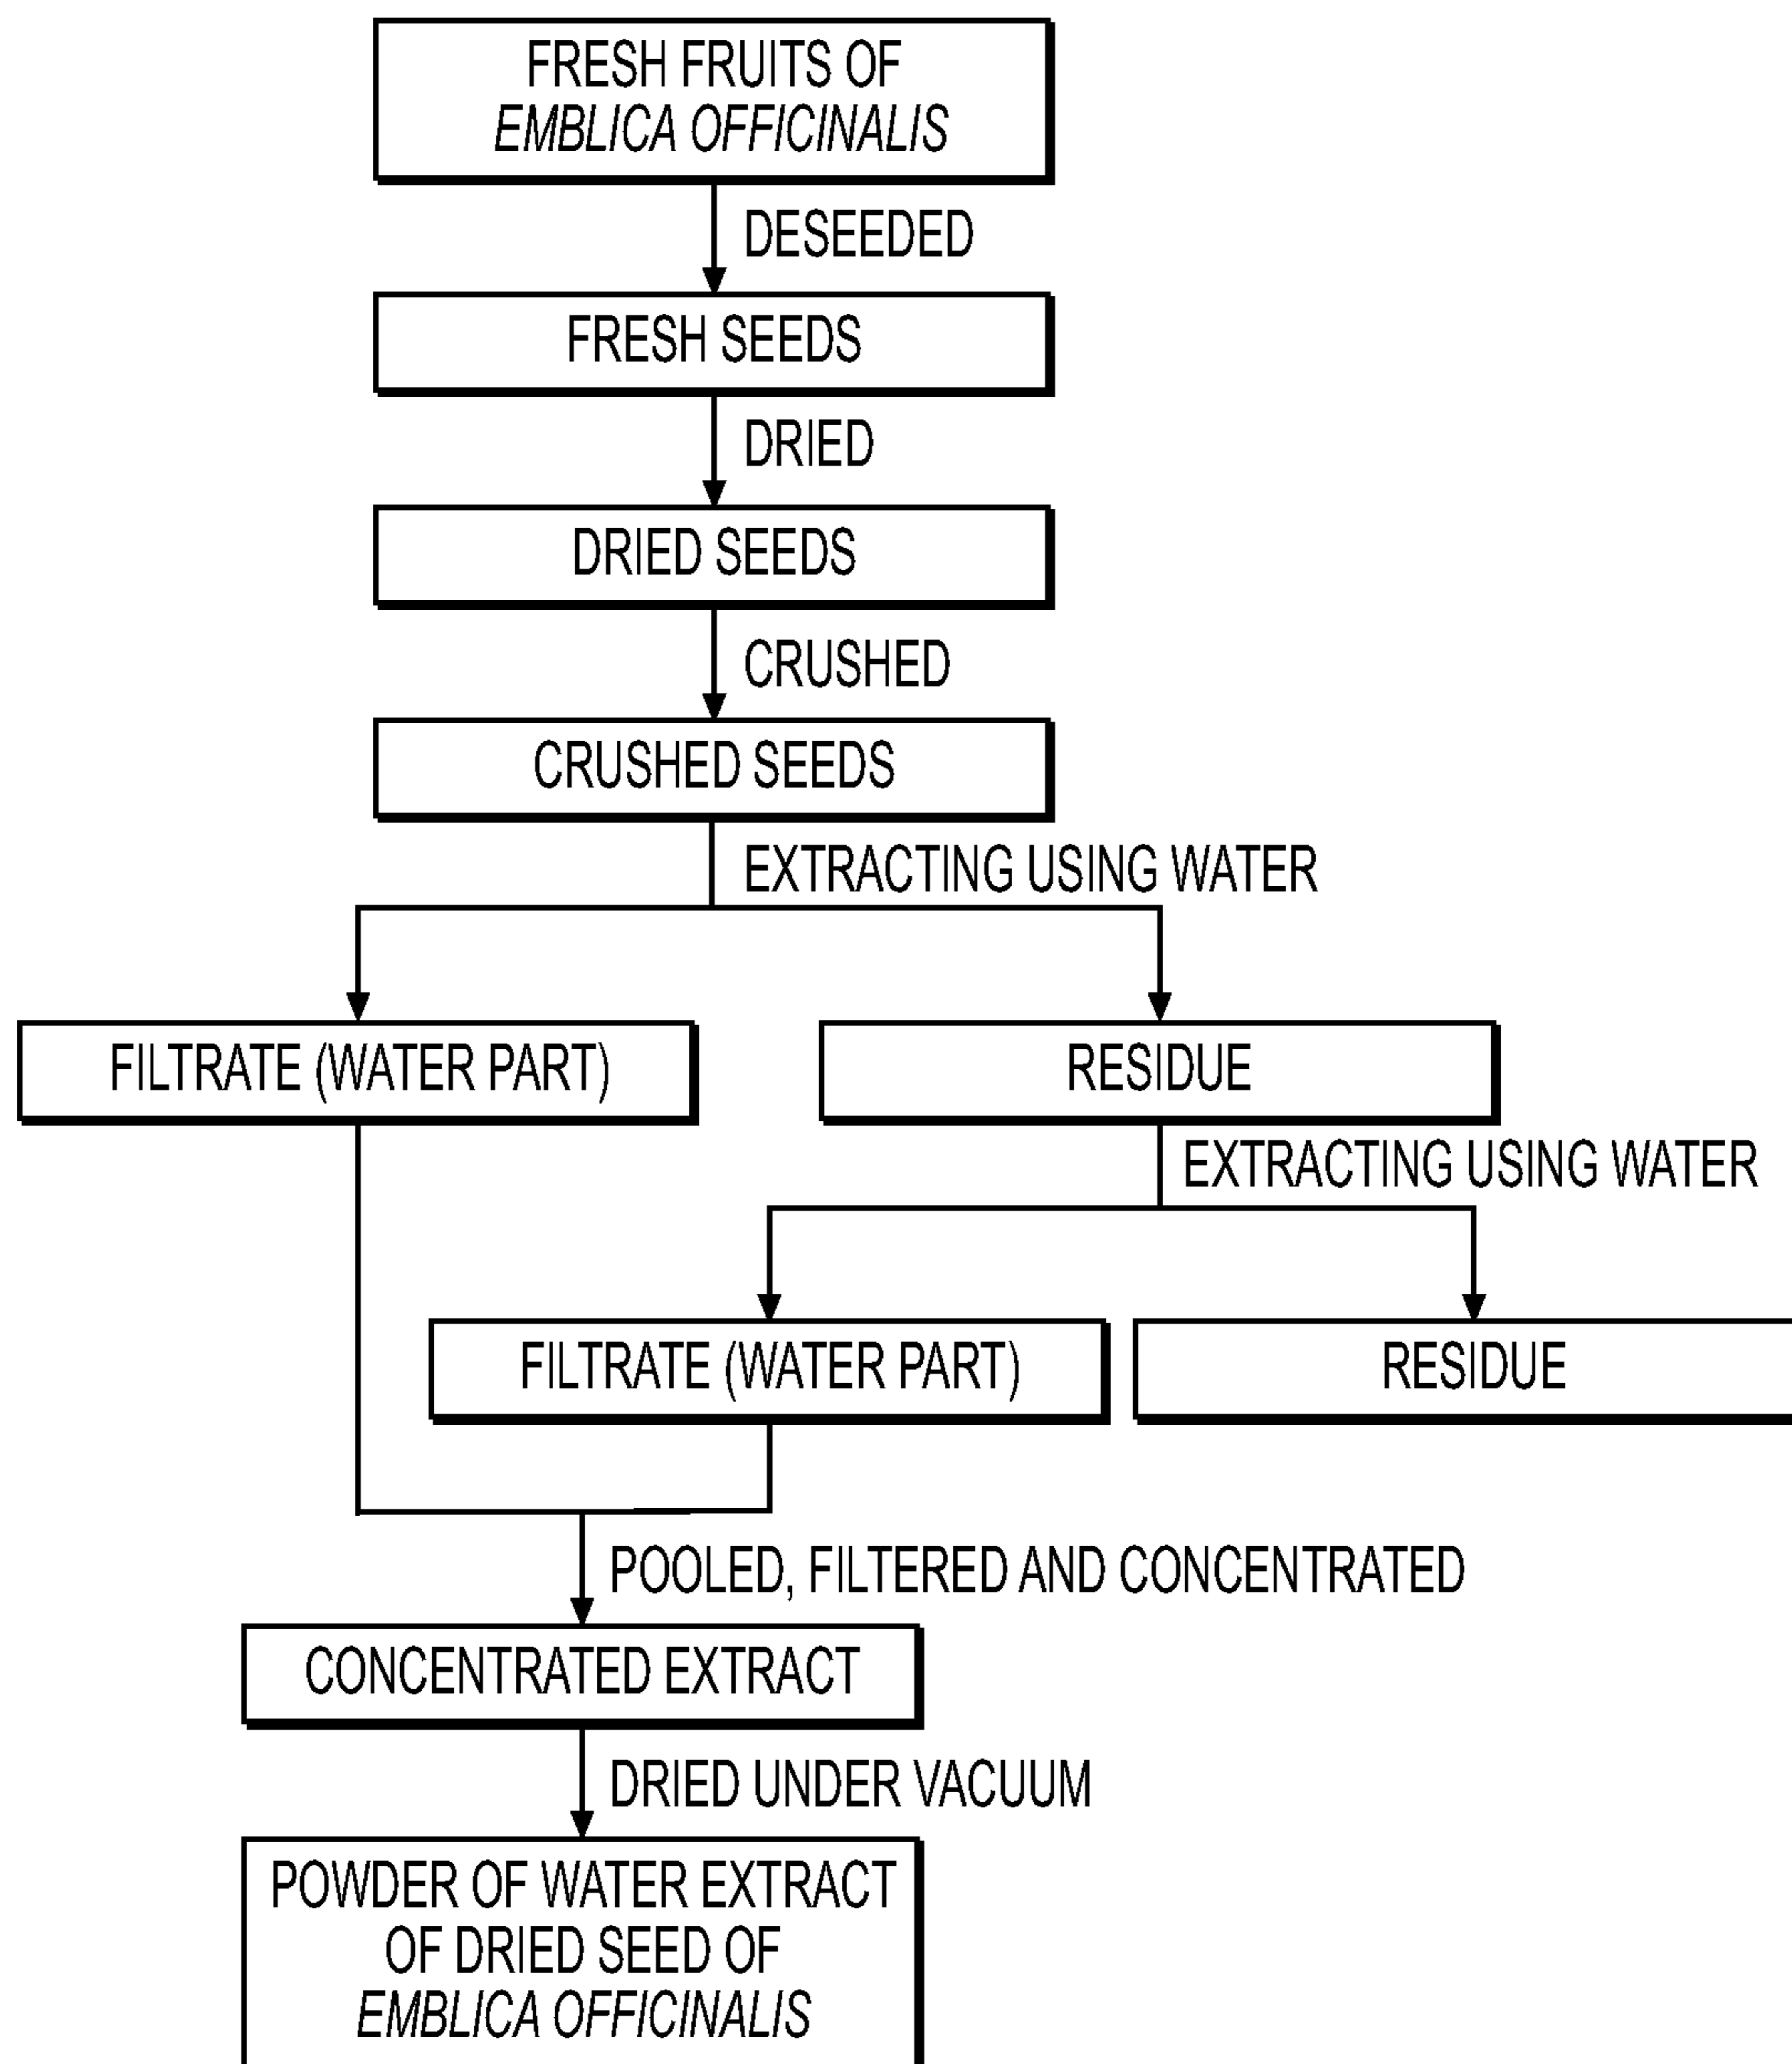 FRESH FRUITS OF
EMBLICA OFFICINALIS
DESEEDED
FRESH SEEDS
DRIED
DRIED SEEDS
CRUSHED
CRUSHED SEEDS
EXTRACTING USING WATER
FILTRATE (WATER PART)
RESIDUE
EXTRACTING USING WATER
FILTRATE (WATER PART)
RESIDUE
POOLED, FILTERED AND CONCENTRATED
CONCENTRATED EXTRACT
DRIED UNDER VACUUM
POWDER OF WATER EXTRACT
OF DRIED SEED OF
EMBLICA OFFICINALIS